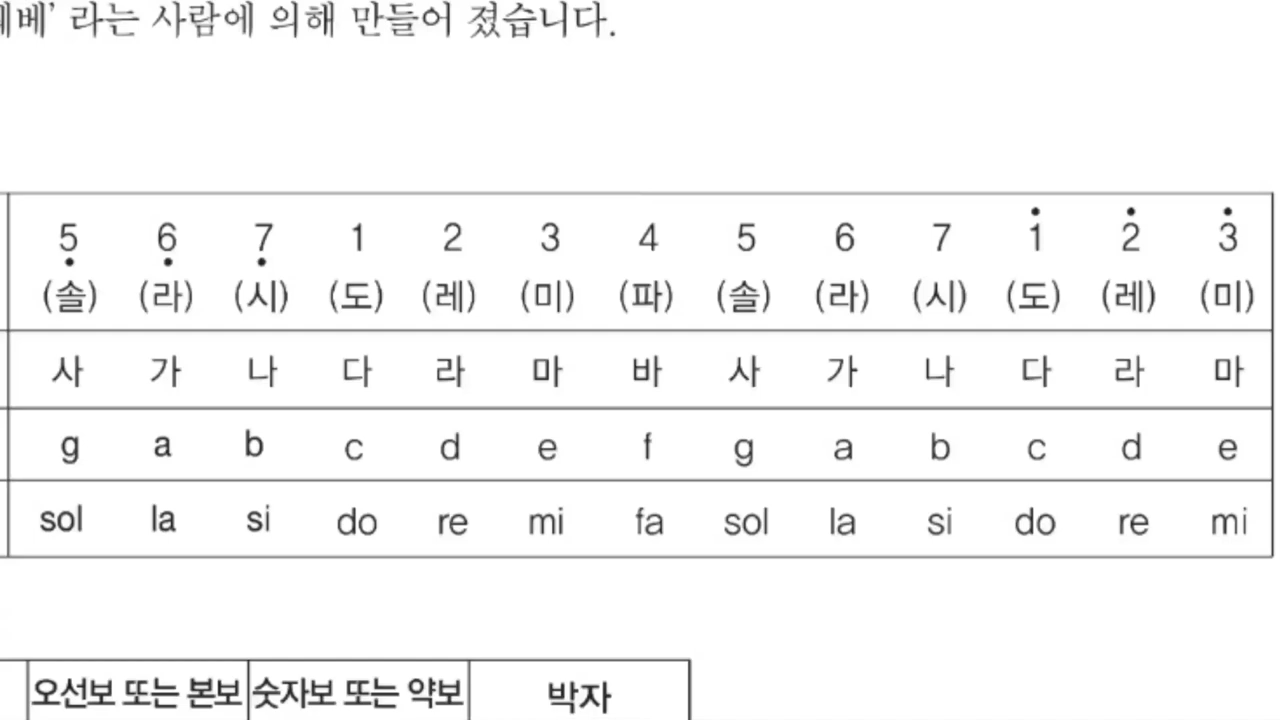 베’ 라는 사람에 의해 만들어 졌습니다.
5̣ 6̣ 7̣ 1 2 3 4 5 6 7 1̇ 2̇ 3̇
(솔) (라) (시) (도) (레) (미) (파) (솔) (라) (시) (도) (레) (미)
사 가 나 다 라 마 바 사 가 나 다 라 마
g a b c d e f g a b c d e
sol la si do re mi fa sol la si do re mi
오선보 또는 본보 숫자보 또는 약보 박자